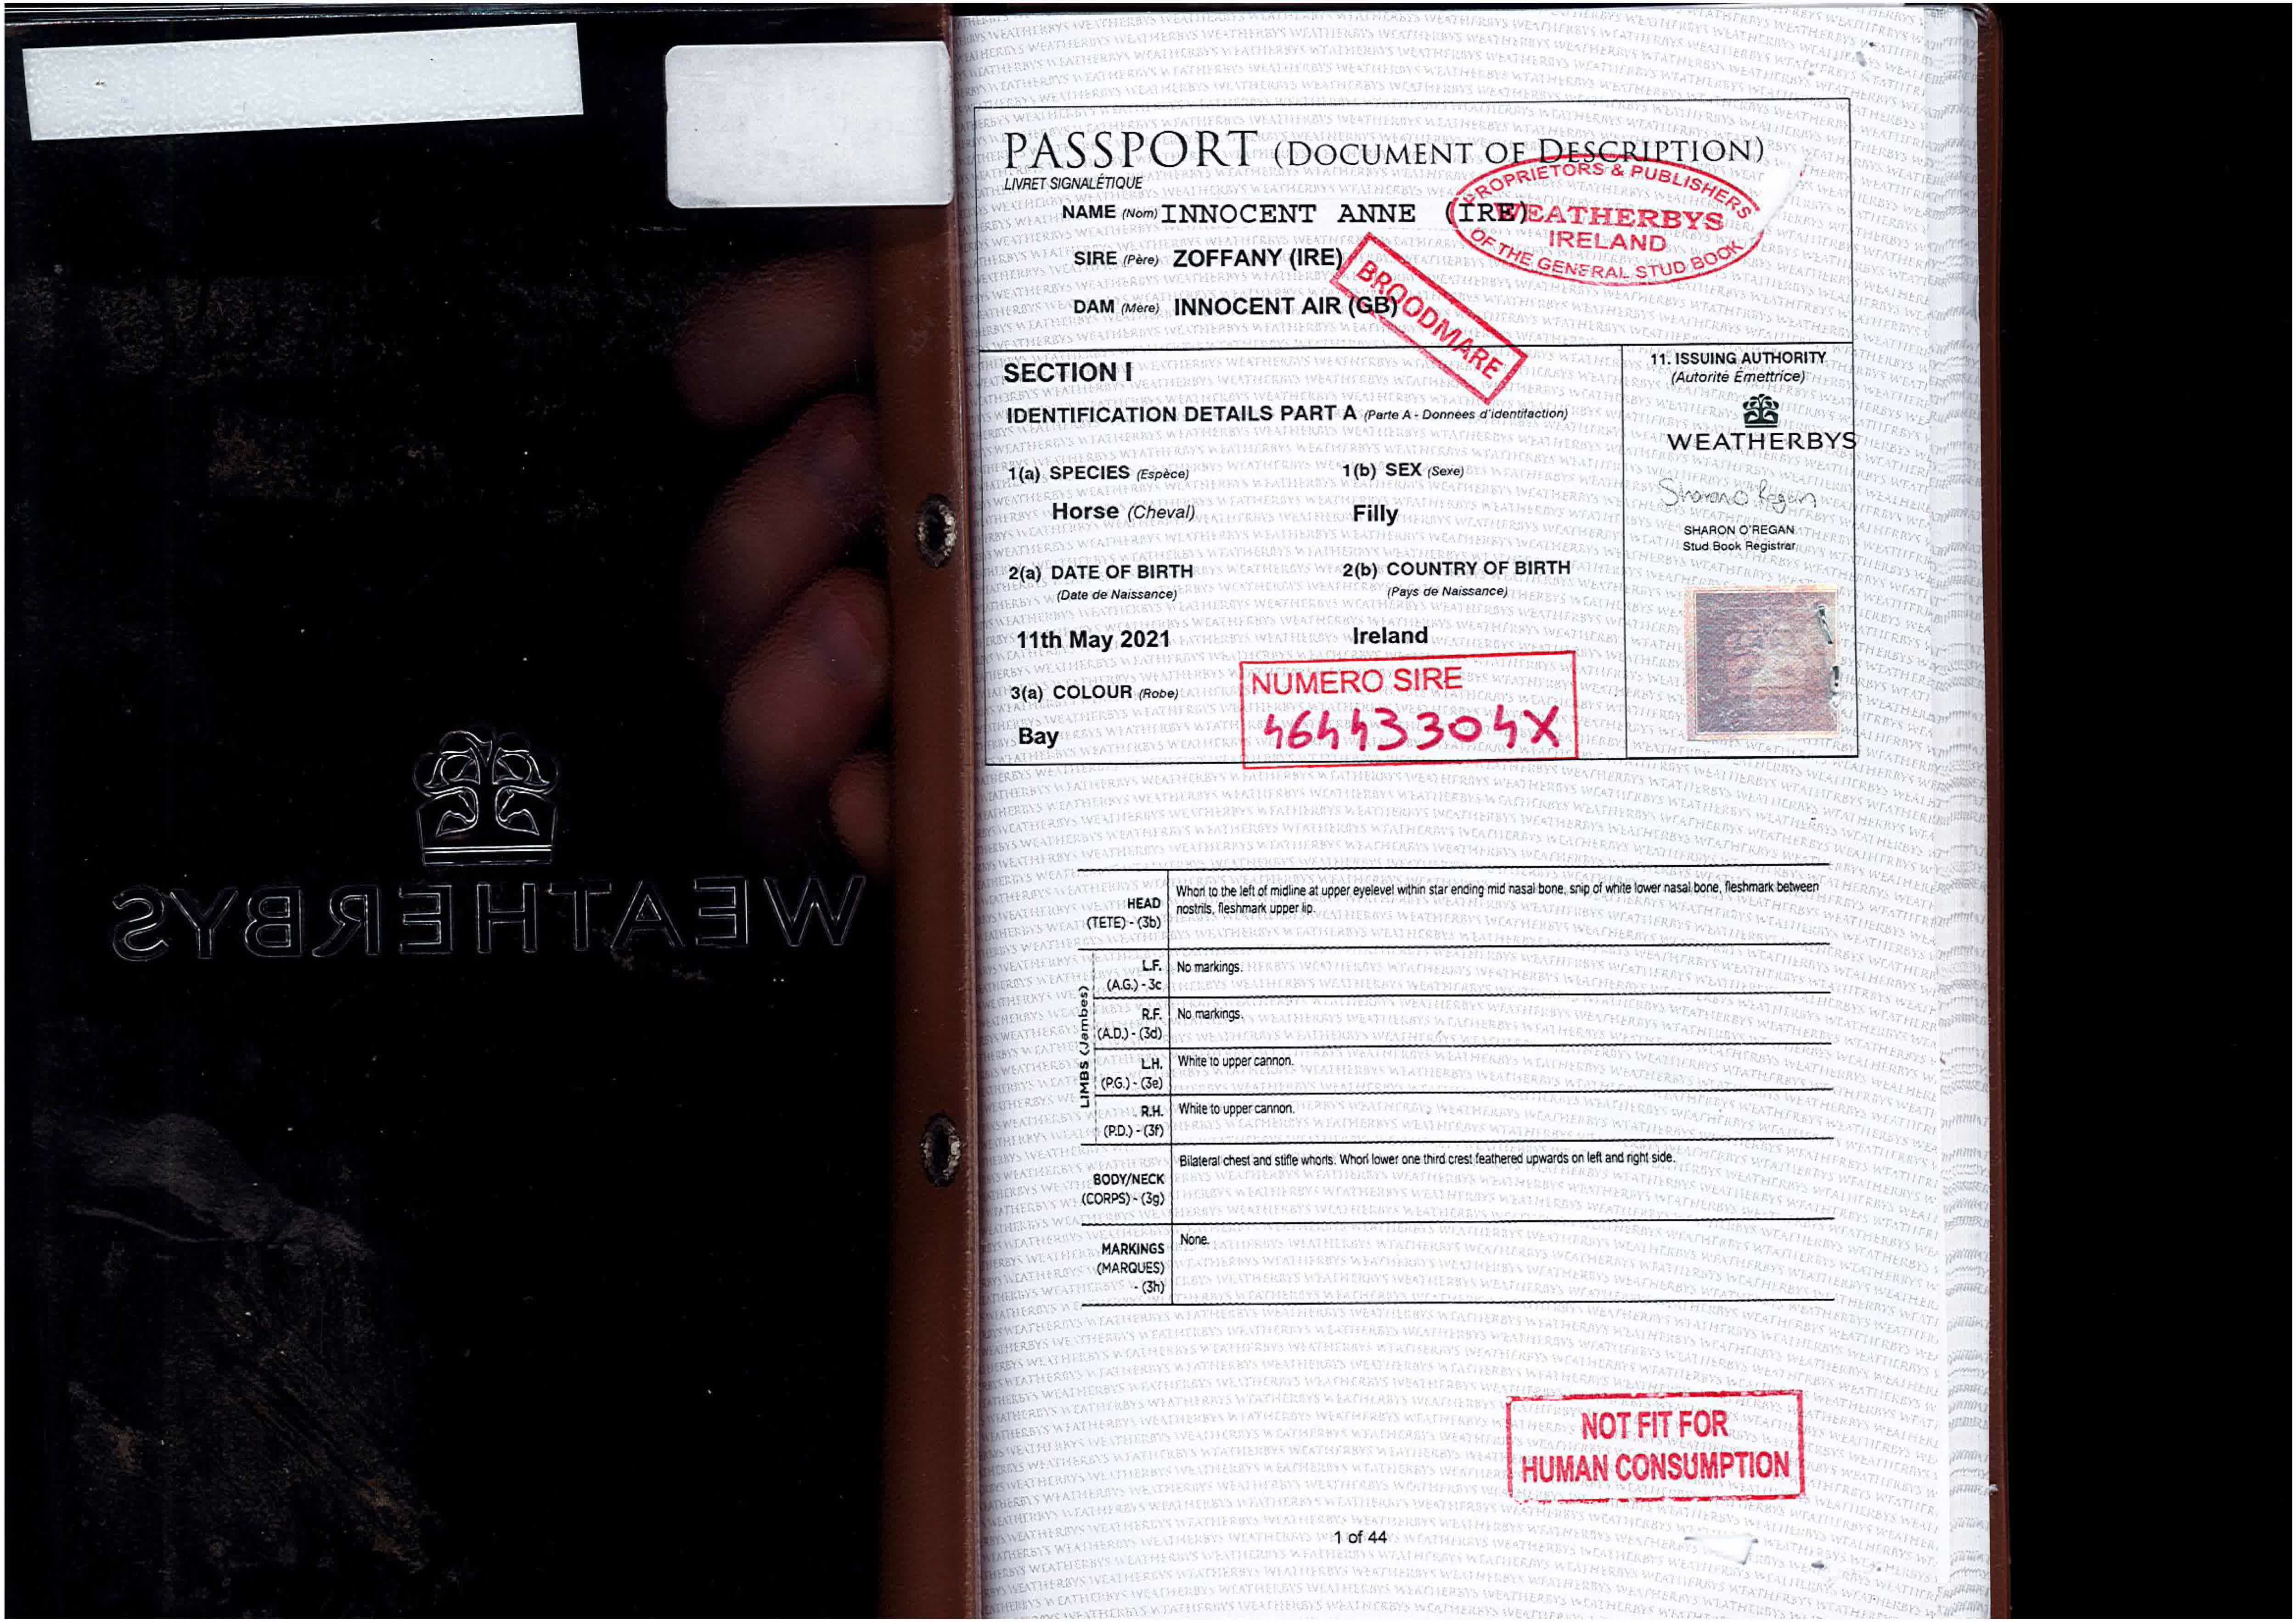 WEATHERBYS
PASSPORT (DOCUMENT OF DESCRIPTION)
LIVRET SIGNALÉTIQUE
NAME (Nom) INNOCENT ANNE (IRE)
PROPRIETORS & PUBLISHERS
WEATHERBYS
IRELAND
OF THE GENERAL STUD BOOK
SIRE (Père) ZOFFANY (IRE)
DAM (Mère) INNOCENT AIR (GB)
BROODMARE
SECTION I
IDENTIFICATION DETAILS PART A (Parte A - Données d'identifaction)
1(a) SPECIES (Espèce)
Horse (Cheval)
1(b) SEX (Sexe)
Filly
2(a) DATE OF BIRTH
(Date de Naissance)
11th May 2021
2(b) COUNTRY OF BIRTH
(Pays de Naissance)
Ireland
3(a) COLOUR (Robe)
Bay
NUMERO SIRE
46443304X
11. ISSUING AUTHORITY
(Autorité Émettrice)
WEATHERBYS
Sharon O'Regan
SHARON O'REGAN
Stud Book Registrar
HEAD
(TETE) - (3b)
Whorl to the left of midline at upper eyelevel within star ending mid nasal bone, snip of white lower nasal bone, fleshmark between
nostrils, fleshmark upper lip.
LIMBS (Jambes)
L.F.
(A.G.) - 3c
No markings.
R.F.
(A.D.) - (3d)
No markings.
L.H.
(P.G.) - (3e)
White to upper cannon.
R.H.
(P.D.) - (3f)
White to upper cannon.
BODY/NECK
(CORPS) - (3g)
Bilateral chest and stifle whorls. Whorl lower one third crest feathered upwards on left and right side.
MARKINGS
(MARQUES)
- (3h)
None.
NOT FIT FOR
HUMAN CONSUMPTION
1 of 44